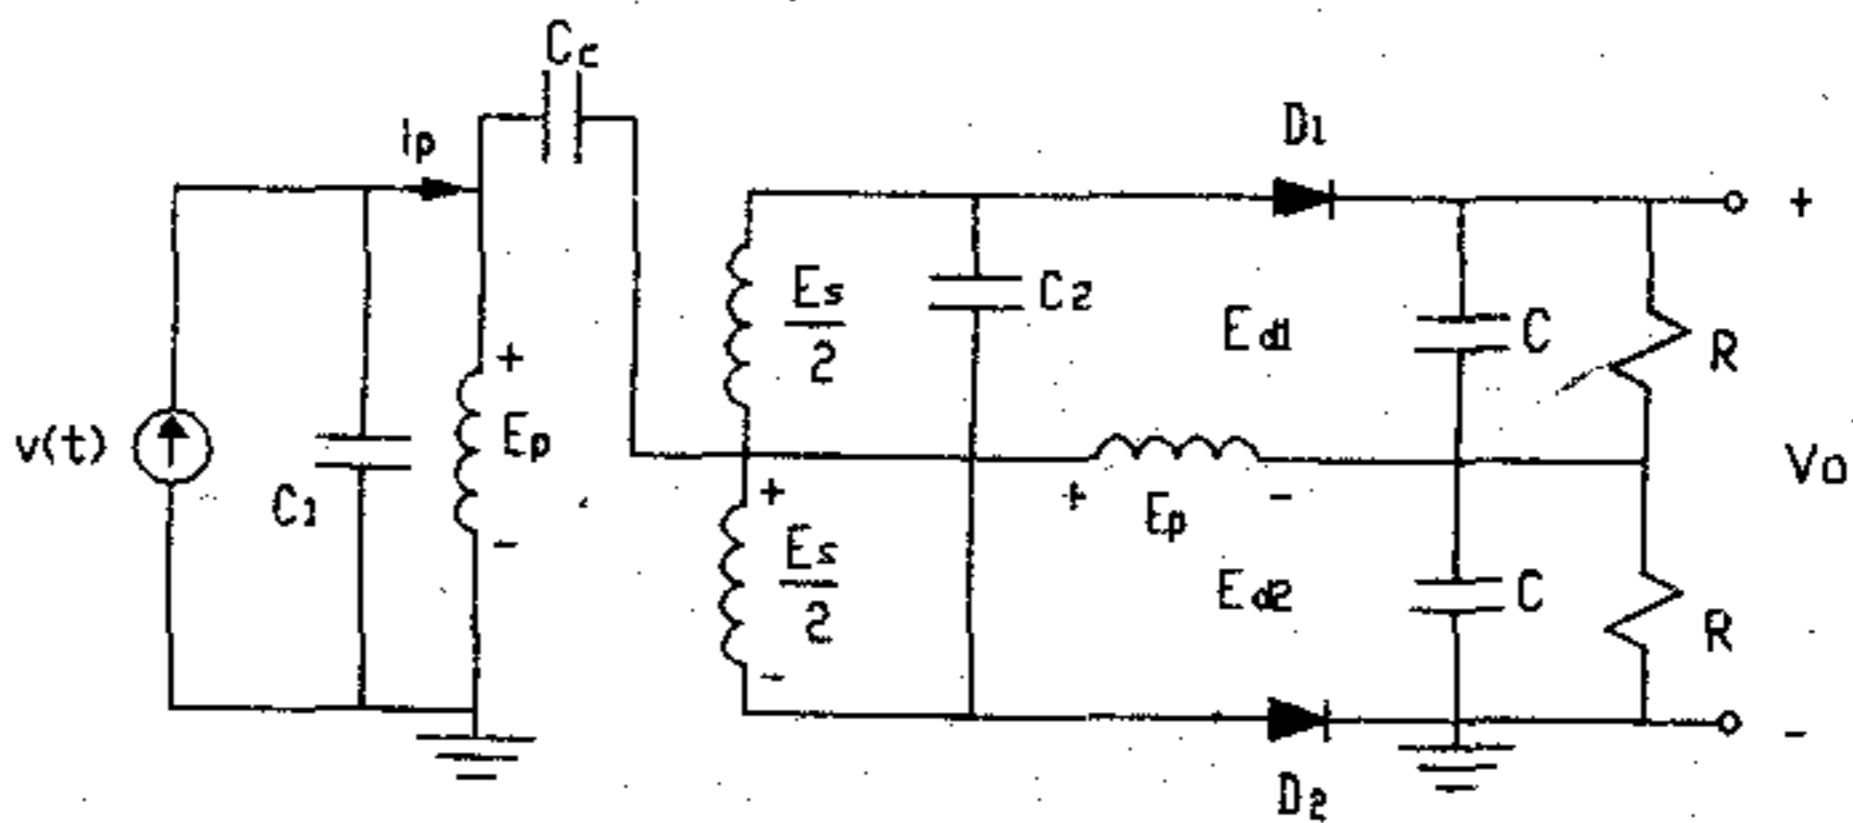 Cc
ip
D1
+
Es
2
C2
Ed1
C
R
+
v(t)
Ep
C1
-
+
Es
2
-
+
Ep
-
Ed2
C
R
Vo
-
D2